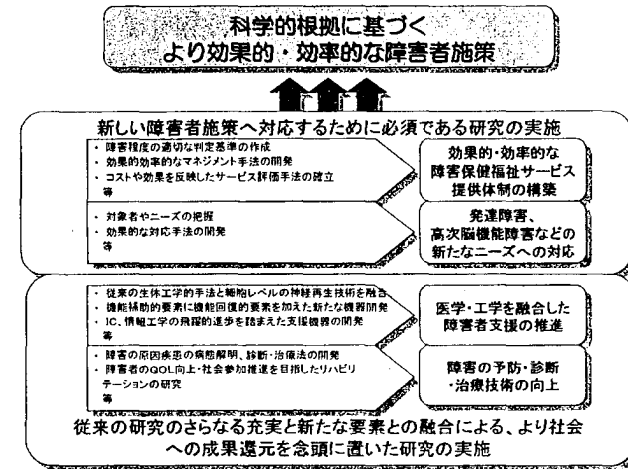 科学的根拠に基づく
より効果的・効率的な障害者施策
新しい障害者施策へ対応するために必須である研究の実施
・ 障害程度の適切な判定基準の作成
・ 効果的効率的なマネジメント手法の開発
・ コストや効果を反映したサービス評価手法の確立
等
効果的・効率的な
障害保健福祉サービス
提供体制の構築
・ 対象者やニーズの把握
・ 効果的な対応手法の開発
等
発達障害、
高次脳機能障害などの
新たなニーズへの対応
・ 従来の生体工学的手法と細胞レベルの神経再生技術を融合
・ 機能補助的要素に機能回復的要素を加えた新たな機器開発
・ IC、情報工学の飛躍的進歩を踏まえた支援機器の開発
等
医学・工学を融合した
障害者支援の推進
・ 障害の原因疾患の病態解明、診断・治療法の開発
・ 障害者のQOL向上・社会参加推進を目指したリハビリ
テーションの研究
等
障害の予防・診断
・治療技術の向上
従来の研究のさらなる充実と新たな要素との融合による、より社会
への成果還元を念頭に置いた研究の実施